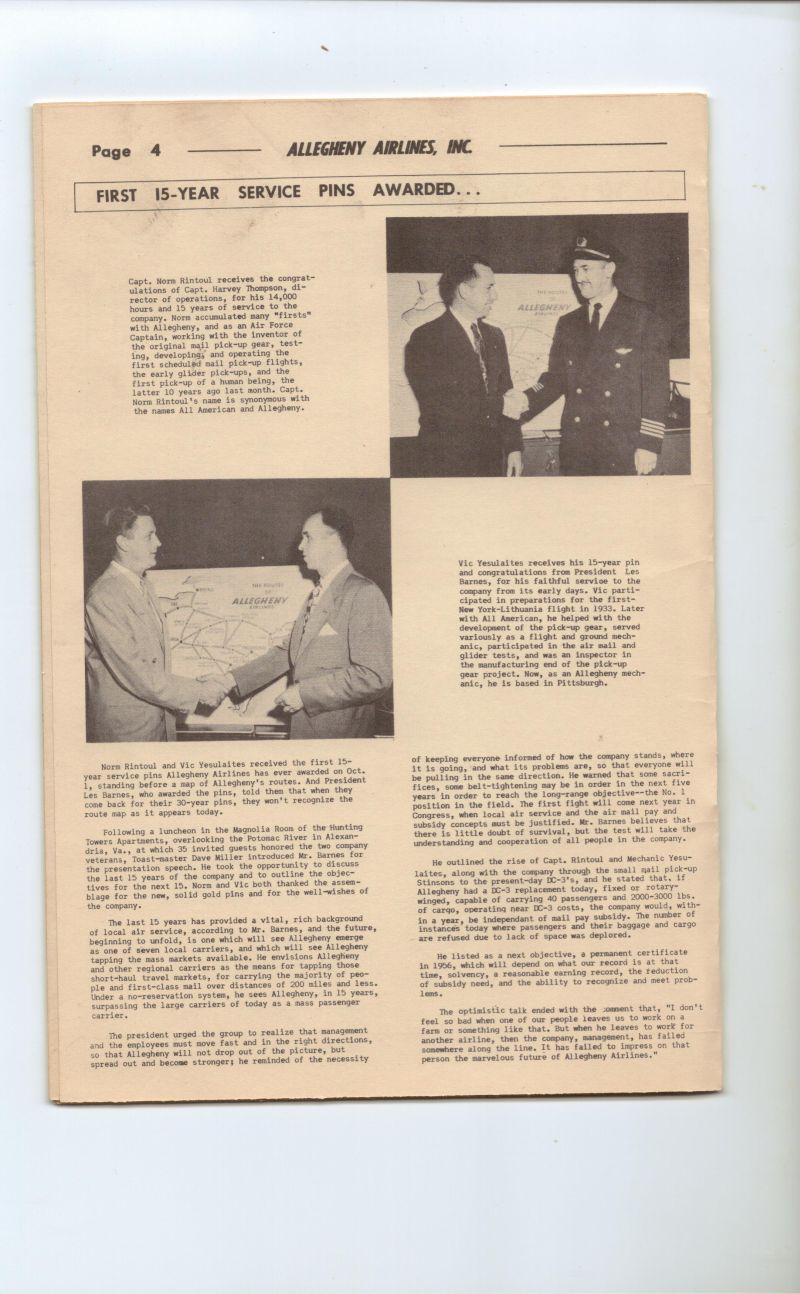 Page 4
ALLEGHENY AIRLINES, INC.
FIRST 15-YEAR SERVICE PINS AWARDED...
Capt. Norm Rintoul receives the congrat-
ulations of Capt. Harvey Thompson, di-
rector of operations, for his 14,000
hours and 15 years of service to the
company. Norm accumulated many "firsts"
with Allegheny, and as an Air Force
Captain, working with the inventor of
the original mail pick-up gear, test-
ing, developing, and operating the
first scheduled mail pick-up flights,
the early glider pick-ups, and the
first pick-up of a human being, the
latter 10 years ago last month. Capt.
Norm Rintoul's name is synonymous with
the names All American and Allegheny.
THE ROUTES
OF
ALLEGHENY
AIRLINES
THE ROUTES
OF
ALLEGHENY
AIRLINES
Vic Yesulaites receives his 15-year pin
and congratulations from President Les
Barnes, for his faithful service to the
company from its early days. Vic parti-
cipated in preparations for the first-
New York-Lithuania flight in 1933. Later
with All American, he helped with the
development of the pick-up gear, served
variously as a flight and ground mech-
anic, participated in the air mail and
glider tests, and was an inspector in
the manufacturing end of the pick-up
gear project. Now, as an Allegheny mech-
anic, he is based in Pittsburgh.
Norm Rintoul and Vic Yesulaites received the first 15-
year service pins Allegheny Airlines has ever awarded on Oct.
1, standing before a map of Allegheny's routes. And President
Les Barnes, who awarded the pins, told them that when they
come back for their 30-year pins, they won't recognize the
route map as it appears today.
Following a luncheon in the Magnolia Room of the Hunting
Towers Apartments, overlooking the Potomac River in Alexan-
dria, Va., at which 35 invited guests honored the two company
veterans, Toast-master Dave Miller introduced Mr. Barnes for
the presentation speech. He took the opportunity to discuss
the last 15 years of the company and to outline the objec-
tives for the next 15. Norm and Vic both thanked the assem-
blage for the new, solid gold pins and for the well-wishes of
the company.
The last 15 years has provided a vital, rich background
of local air service, according to Mr. Barnes, and the future,
beginning to unfold, is one which will see Allegheny emerge
as one of seven local carriers, and which will see Allegheny
tapping the mass markets available. He envisions Allegheny
and other regional carriers as the means for tapping those
short-haul travel markets, for carrying the majority of peo-
ple and first-class mail over distances of 200 miles and less.
Under a no-reservation system, he sees Allegheny, in 15 years,
surpassing the large carriers of today as a mass passenger
carrier.
The president urged the group to realize that management
and the employees must move fast and in the right directions,
so that Allegheny will not drop out of the picture, but
spread out and become stronger; he reminded of the necessity
of keeping everyone informed of how the company stands, where
it is going, and what its problems are, so that everyone will
be pulling in the same direction. He warned that some sacri-
fices, some belt-tightening may be in order in the next five
years in order to reach the long-range objective--the No. 1
position in the field. The first fight will come next year in
Congress, when local air service and the air mail pay and
subsidy concepts must be justified. Mr. Barnes believes that
there is little doubt of survival, but the test will take the
understanding and cooperation of all people in the company.
He outlined the rise of Capt. Rintoul and Mechanic Yesu-
laites, along with the company through the small mail pick-up
Stinsons to the present-day DC-3's, and he stated that. if
Allegheny had a DC-3 replacement today, fixed or rotary-
winged, capable of carrying 40 passengers and 2000-3000 lbs.
of cargo, operating near DC-3 costs, the company would, with-
in a year, be independent of mail pay subsidy. The number of
instances today where passengers and their baggage and cargo
are refused due to lack of space was deplored.
He listed as a next objective, a permanent certificate
in 1956, which will depend on what our record is at that
time, solvency, a reasonable earning record, the reduction
of subsidy need, and the ability to recognize and meet prob-
lems.
The optimistic talk ended with the comment that, "I don't
feel so bad when one of our people leaves us to work on a
farm or something like that. But when he leaves to work for
another airline, then the company, management, has failed
somewhere along the line. It has failed to impress on that
person the marvelous future of Allegheny Airlines."